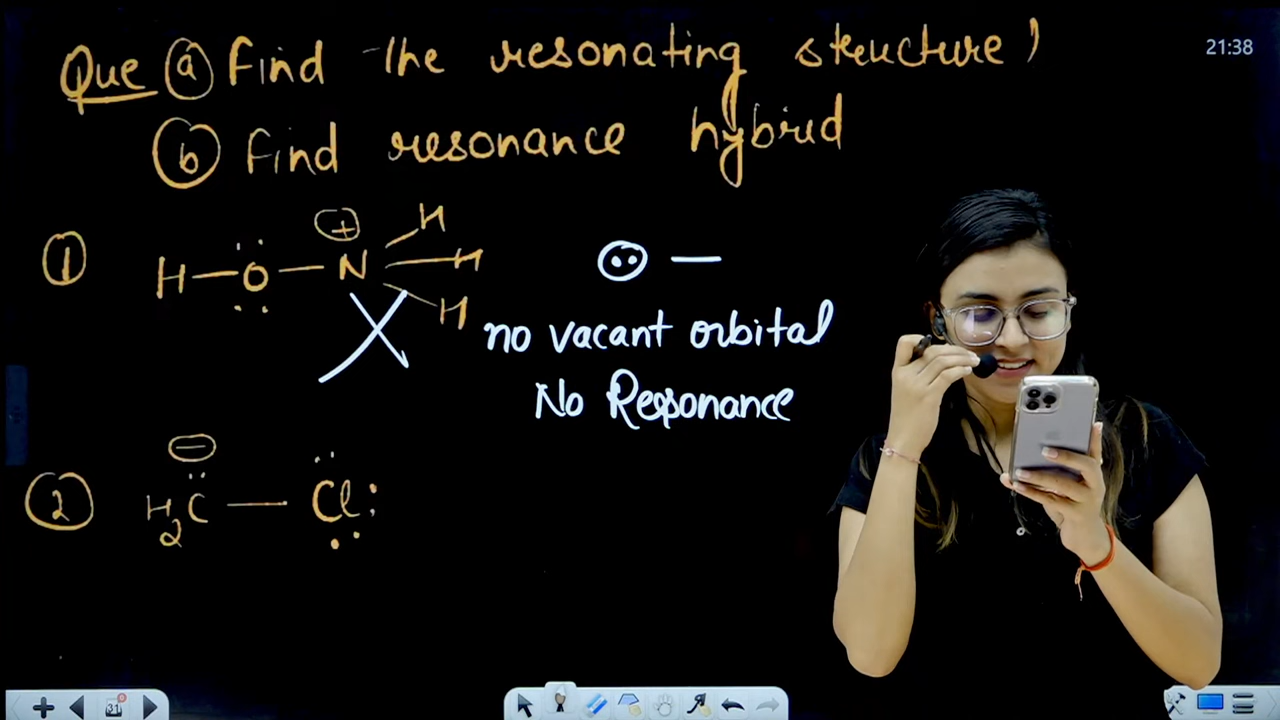 21:38
Que (a) Find the resonating structure)
(b) Find resonance hybrid
(1) H—Ö—N⊕ H H H
no vacant orbital
No Resonance
(2) H₂C̈⊖ — Cl:
31